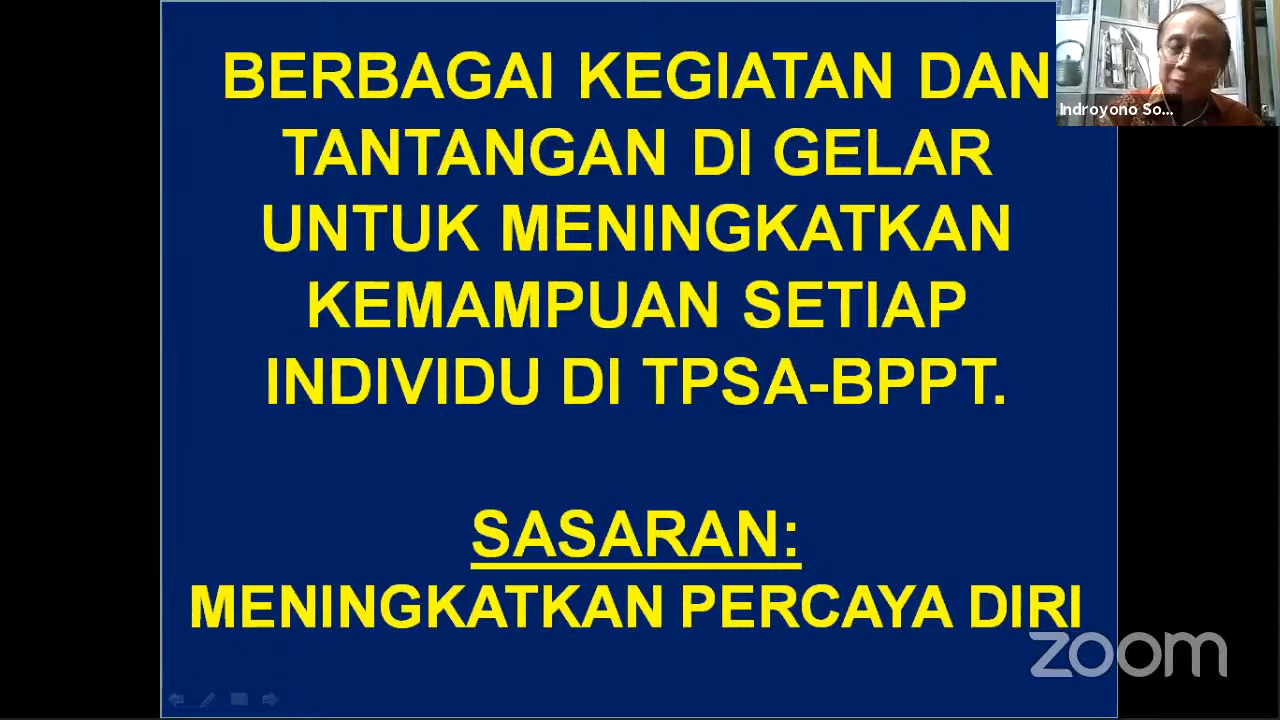 BERBAGAI KEGIATAN DAN
TANTANGAN DI GELAR
UNTUK MENINGKATKAN
KEMAMPUAN SETIAP
INDIVIDU DI TPSA-BPPT.
SASARAN:
MENINGKATKAN PERCAYA DIRI
Indroyono So...
zoom